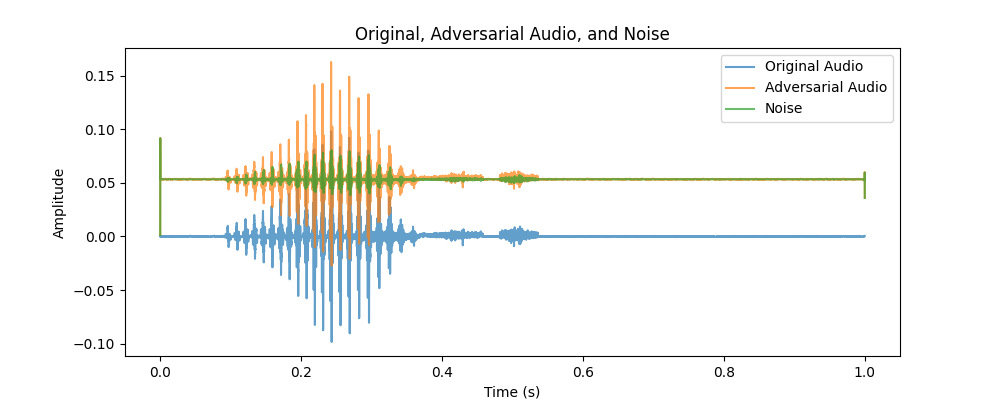 Original, Adversarial Audio, and Noise
Original Audio
Adversarial Audio
Noise
Amplitude
0.15
0.10
0.05
0.00
−0.05
−0.10
0.0 0.2 0.4 0.6 0.8 1.0
Time (s)